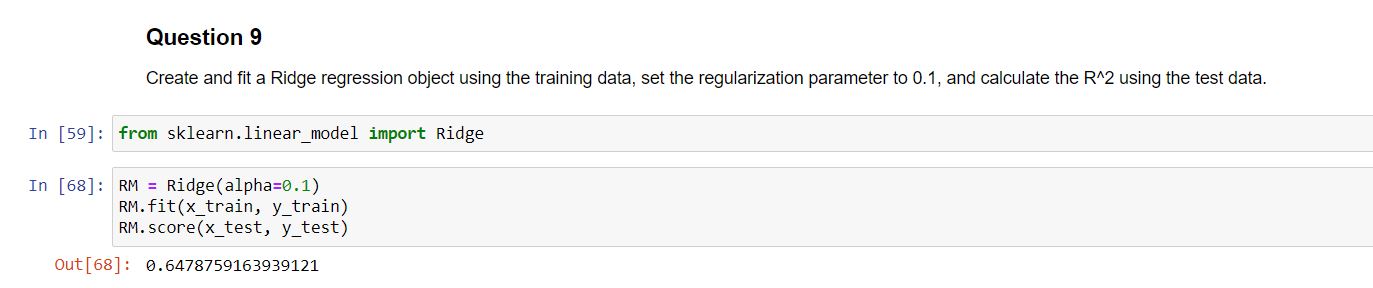 Question 9
Create and fit a Ridge regression object using the training data, set the regularization parameter to 0.1, and calculate the R^2 using the test data.
In [59]: from sklearn.linear_model import Ridge
In [68]: RM = Ridge(alpha=0.1)
RM.fit(x_train, y_train)
RM.score(x_test, y_test)
Out[68]: 0.6478759163939121